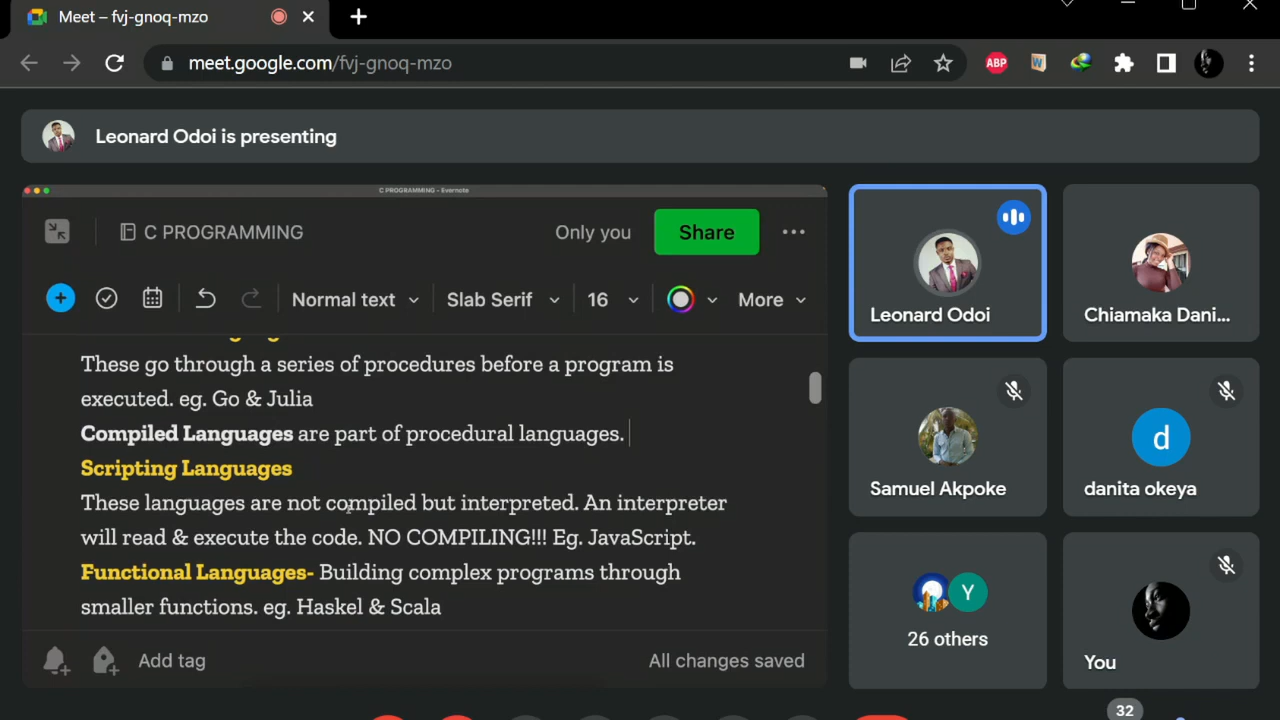 Meet – fvj-gnoq-mzo
meet.google.com/fvj-gnoq-mzo
ABP
W
Leonard Odoi is presenting
C PROGRAMMING - Evernote
C PROGRAMMING
Only you
Share
Normal text
Slab Serif
16
More
These go through a series of procedures before a program is
executed. eg. Go & Julia
Compiled Languages are part of procedural languages.
Scripting Languages
These languages are not compiled but interpreted. An interpreter
will read & execute the code. NO COMPILING!!! Eg. JavaScript.
Functional Languages- Building complex programs through
smaller functions. eg. Haskel & Scala
Add tag
All changes saved
Leonard Odoi
Chiamaka Dani...
Samuel Akpoke
d
danita okeya
Y
26 others
You
32